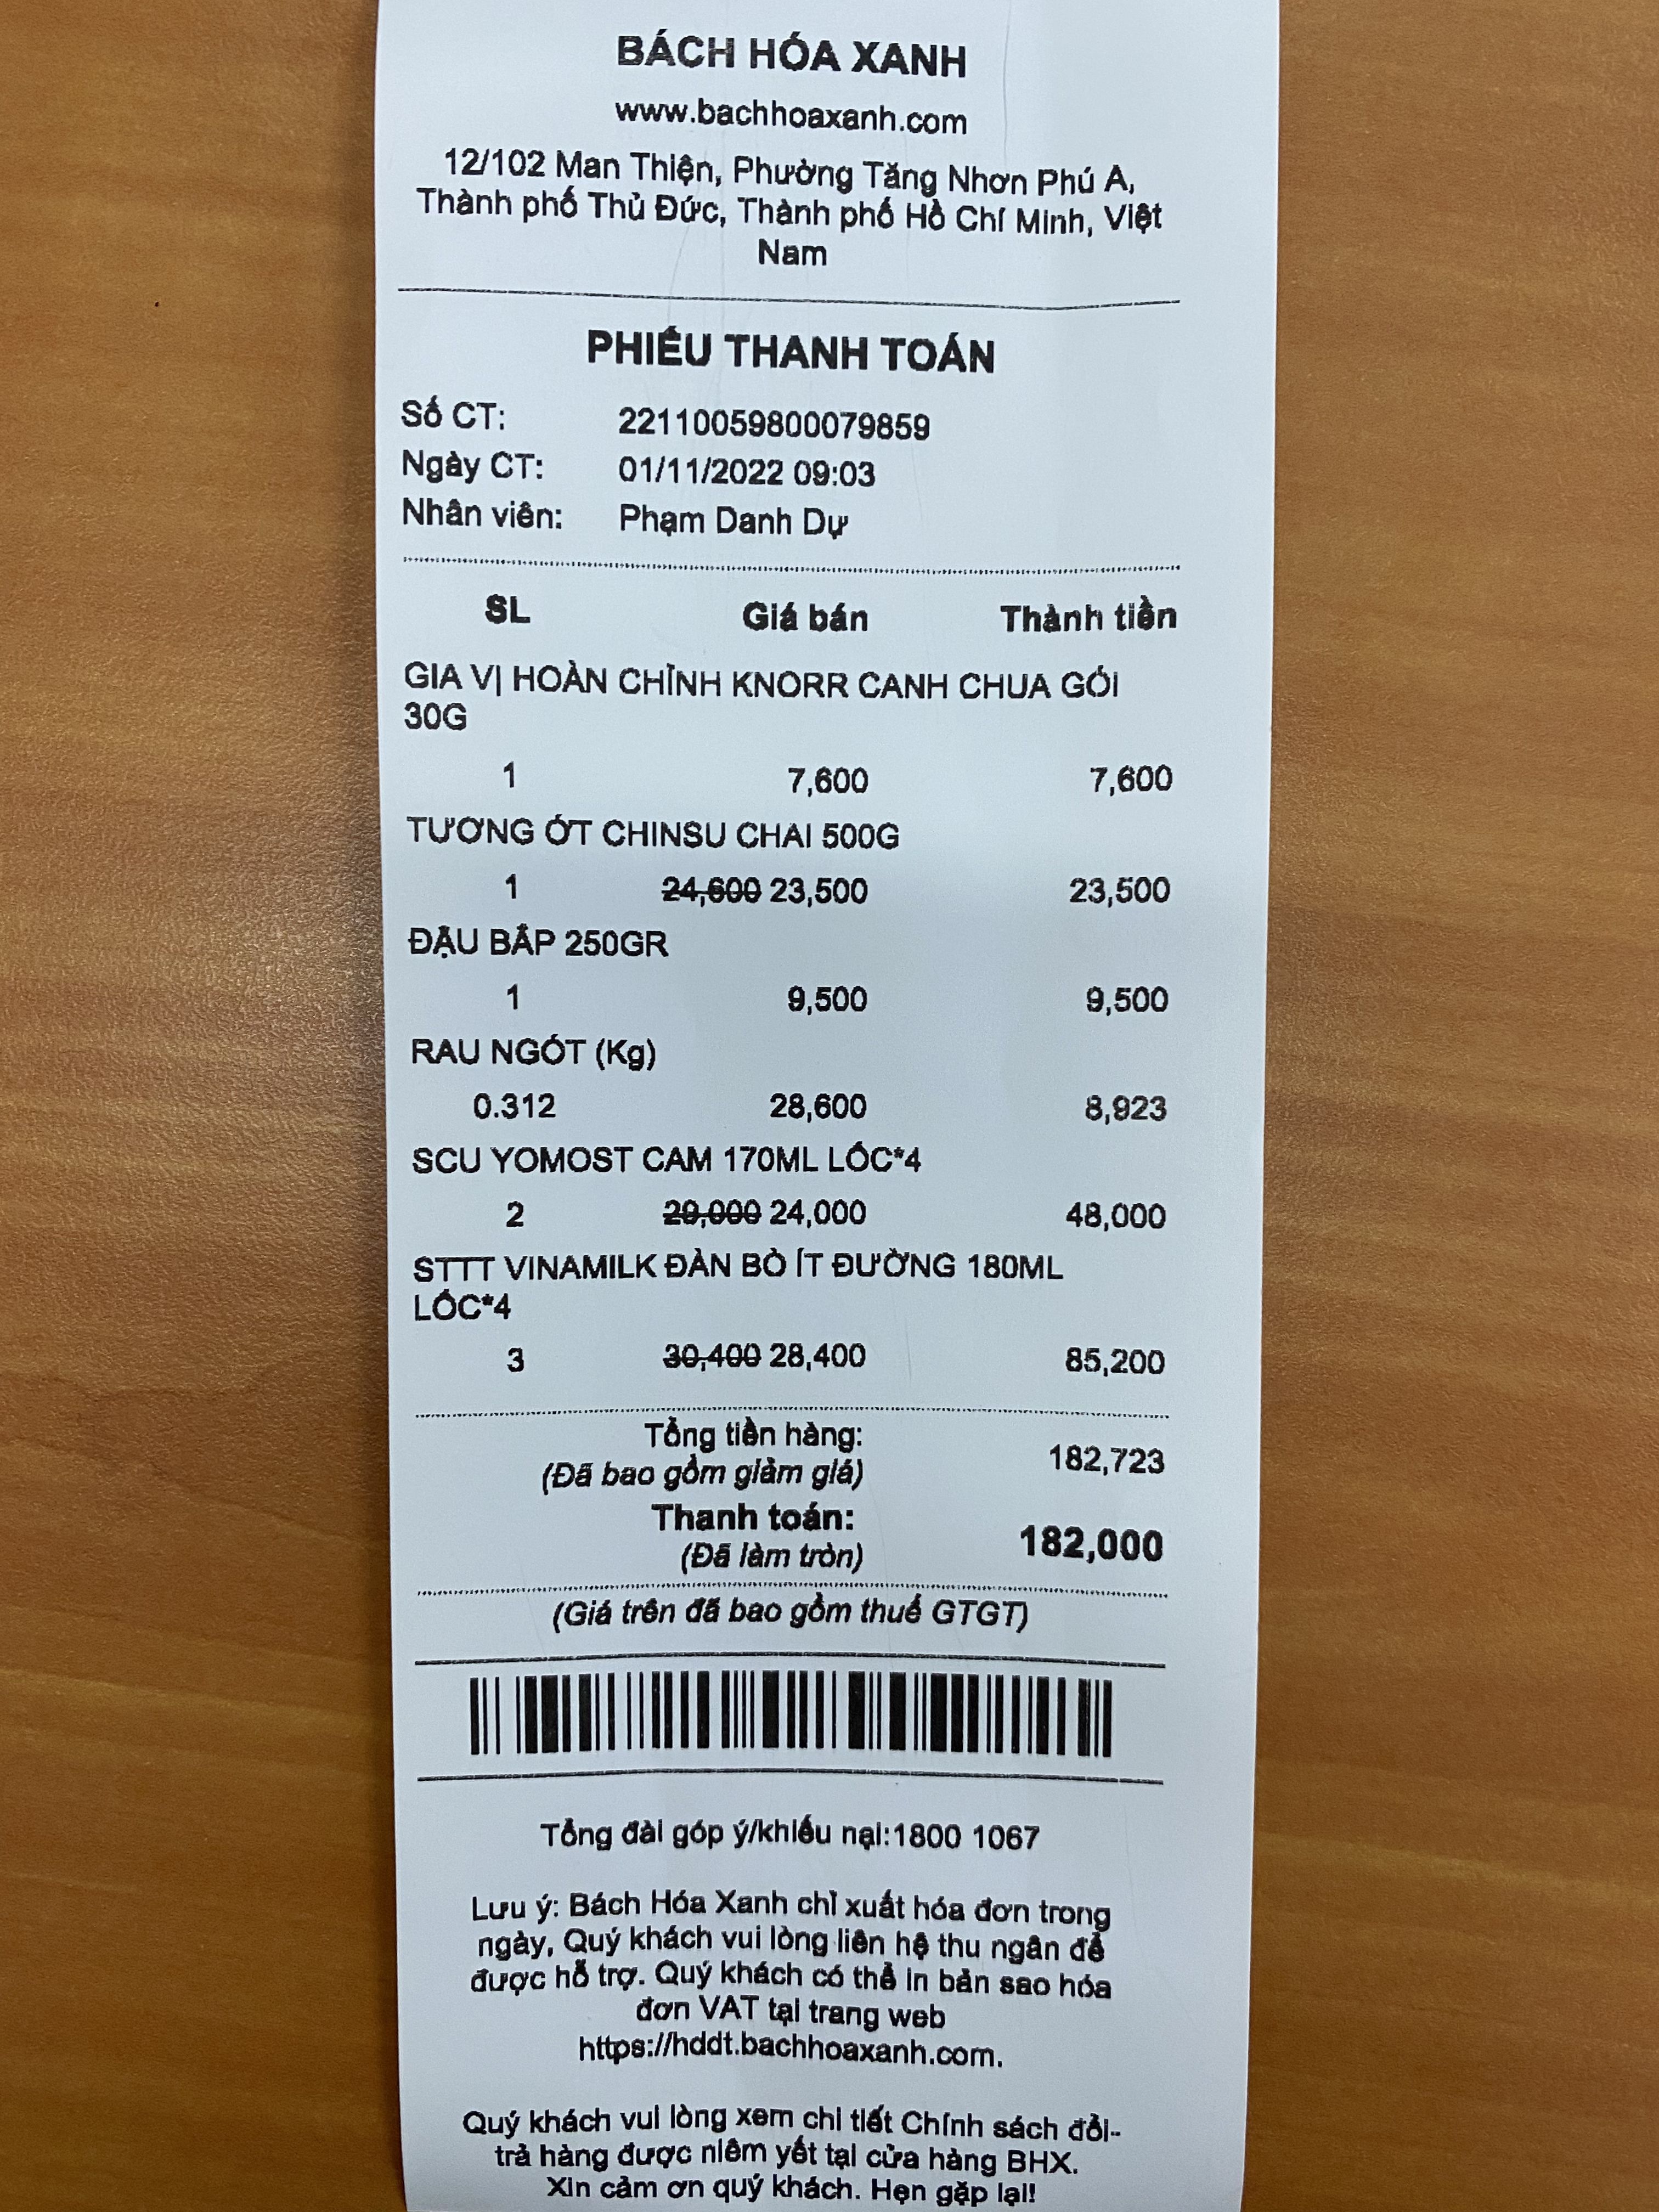 BÁCH HÓA XANH
www.bachhoaxanh.com
12/102 Man Thiện, Phường Tăng Nhơn Phú A,
Thành phố Thủ Đức, Thành phố Hồ Chí Minh, Việt
Nam
PHIẾU THANH TOÁN
Số CT: 22110059800079859
Ngày CT: 01/11/2022 09:03
Nhân viên: Phạm Danh Dự
SL Giá bán Thành tiền
GIA VỊ HOÀN CHỈNH KNORR CANH CHUA GÓI
30G
1 7,600 7,600
TƯƠNG ỚT CHINSU CHAI 500G
1 24,600 23,500 23,500
ĐẬU BẮP 250GR
1 9,500 9,500
RAU NGÓT (Kg)
0.312 28,600 8,923
SCU YOMOST CAM 170ML LỐC*4
2 29,000 24,000 48,000
STTT VINAMILK ĐÀN BÒ ÍT ĐƯỜNG 180ML
LỐC*4
3 30,400 28,400 85,200
Tổng tiền hàng:
(Đã bao gồm giảm giá) 182,723
Thanh toán:
(Đã làm tròn) 182,000
(Giá trên đã bao gồm thuế GTGT)
Tổng đài góp ý/khiếu nại:1800 1067
Lưu ý: Bách Hóa Xanh chỉ xuất hóa đơn trong
ngày, Quý khách vui lòng liên hệ thu ngân để
được hỗ trợ. Quý khách có thể in bản sao hóa
đơn VAT tại trang web
https://hddt.bachhoaxanh.com.
Quý khách vui lòng xem chi tiết Chính sách đổi-
trả hàng được niêm yết tại cửa hàng BHX.
Xin cảm ơn quý khách. Hẹn gặp lại!